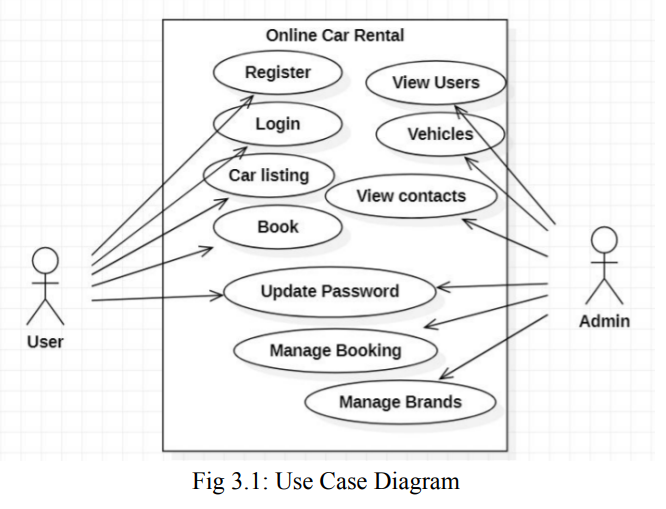 Online Car Rental
Register
View Users
Login
Vehicles
Car listing
View contacts
Book
Update Password
Manage Booking
Manage Brands
User
Admin
Fig 3.1: Use Case Diagram